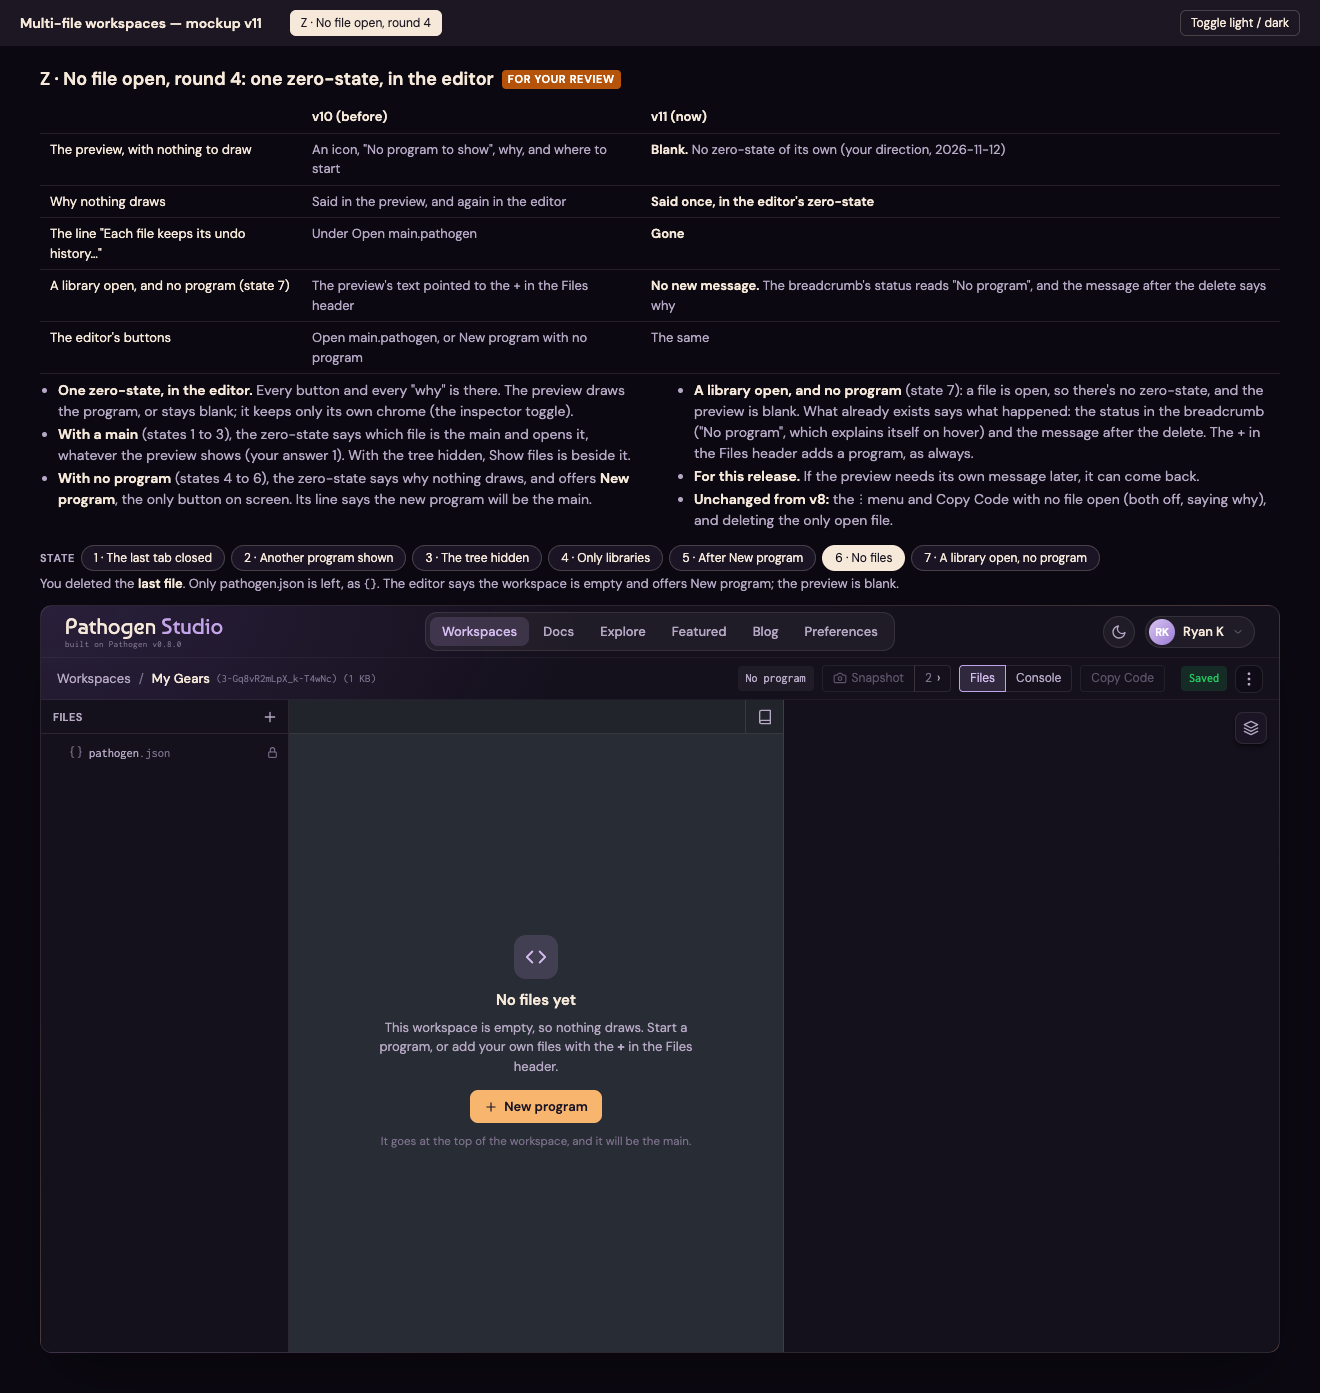 Multi-file workspaces — mockup v11
Z · No file open, round 4
Toggle light / dark
Z · No file open, round 4: one zero-state, in the editor
FOR YOUR REVIEW
v10 (before)
v11 (now)
The preview, with nothing to draw
An icon, "No program to show", why, and where to
start
Blank. No zero-state of its own (your direction, 2026-11-12)
Why nothing draws
Said in the preview, and again in the editor
Said once, in the editor's zero-state
The line "Each file keeps its undo
history…"
Under Open main.pathogen
Gone
A library open, and no program (state 7)
The preview's text pointed to the + in the Files
header
No new message. The breadcrumb's status reads "No program", and the message after the delete says
why
The editor's buttons
Open main.pathogen, or New program with no
program
The same
One zero-state, in the editor. Every button and every "why" is there. The preview draws
the program, or stays blank; it keeps only its own chrome (the inspector toggle).
With a main (states 1 to 3), the zero-state says which file is the main and opens it,
whatever the preview shows (your answer 1). With the tree hidden, Show files is beside it.
With no program (states 4 to 6), the zero-state says why nothing draws, and offers New
program, the only button on screen. Its line says the new program will be the main.
A library open, and no program (state 7): a file is open, so there's no zero-state, and the
preview is blank. What already exists says what happened: the status in the breadcrumb
("No program", which explains itself on hover) and the message after the delete. The + in
the Files header adds a program, as always.
For this release. If the preview needs its own message later, it can come back.
Unchanged from v8: the ⋮ menu and Copy Code with no file open (both off, saying why),
and deleting the only open file.
STATE
1 · The last tab closed
2 · Another program shown
3 · The tree hidden
4 · Only libraries
5 · After New program
6 · No files
7 · A library open, no program
You deleted the last file. Only pathogen.json is left, as {}. The editor says the workspace is empty and offers New program; the preview is blank.
Pathogen Studio
built on Pathogen v0.8.0
Workspaces
Docs
Explore
Featured
Blog
Preferences
RK
Ryan K
Workspaces / My Gears (3-Gq8vR2mLpX_k-T4wNc) (1 KB)
No program
Snapshot
2 ›
Files
Console
Copy Code
Saved
FILES
{} pathogen.json
No files yet
This workspace is empty, so nothing draws. Start a
program, or add your own files with the + in the Files
header.
+ New program
It goes at the top of the workspace, and it will be the main.